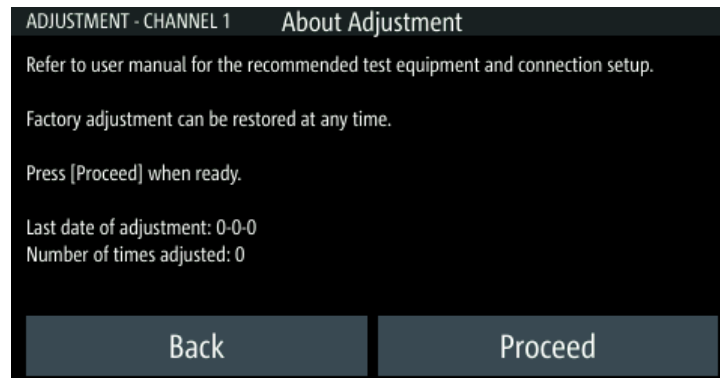 ADJUSTMENT - CHANNEL 1 About Adjustment
Refer to user manual for the recommended test equipment and connection setup.
Factory adjustment can be restored at any time.
Press [Proceed] when ready.
Last date of adjustment: 0-0-0
Number of times adjusted: 0
Back Proceed